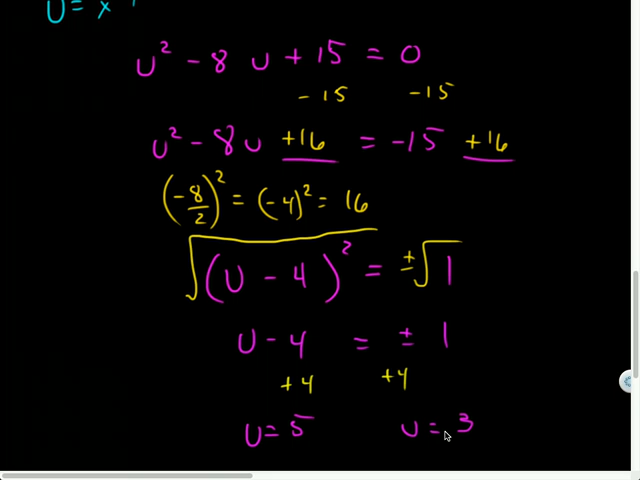 U = x
U² - 8 U + 15 = 0
- 15 - 15
U² - 8U +16 = -15 +16
(-8/2)² = (-4)² = 16
√(U - 4)² = ±√1
U - 4 = ± 1
+4 +4
U = 5 U = 3